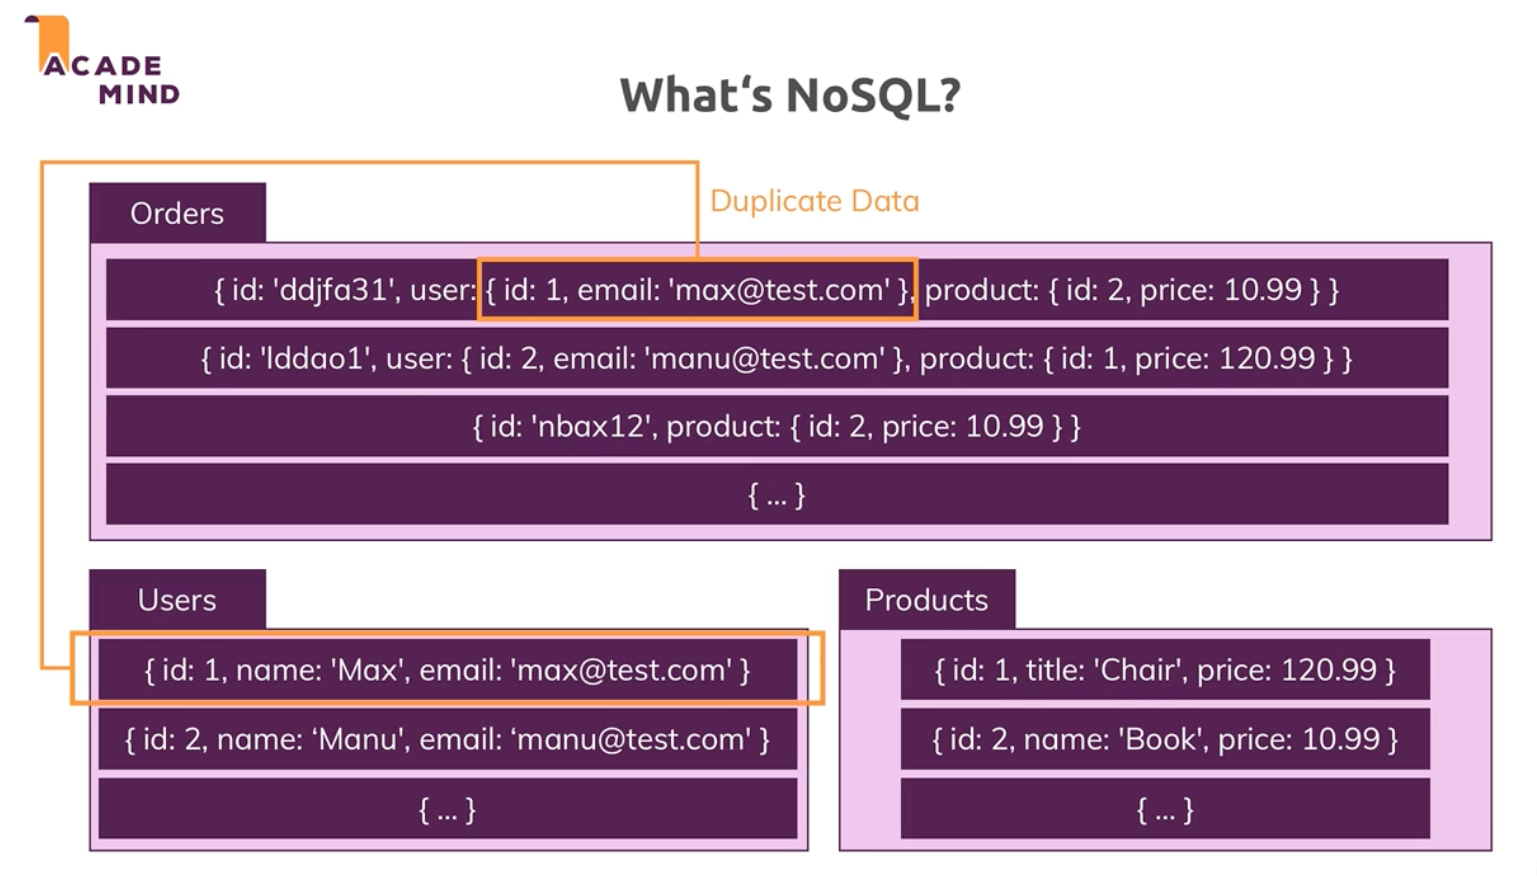 ACADE
MIND
What‘s NoSQL?
Duplicate Data
Orders
{ id: 'ddjfa31', user: { id: 1, email: 'max@test.com' }, product: { id: 2, price: 10.99 } }
{ id: 'lddao1', user: { id: 2, email: 'manu@test.com' }, product: { id: 1, price: 120.99 } }
{ id: 'nbax12', product: { id: 2, price: 10.99 } }
{ ... }
Users
{ id: 1, name: 'Max', email: 'max@test.com' }
{ id: 2, name: ‘Manu', email: ‘manu@test.com' }
{ ... }
Products
{ id: 1, title: 'Chair', price: 120.99 }
{ id: 2, name: 'Book', price: 10.99 }
{ ... }